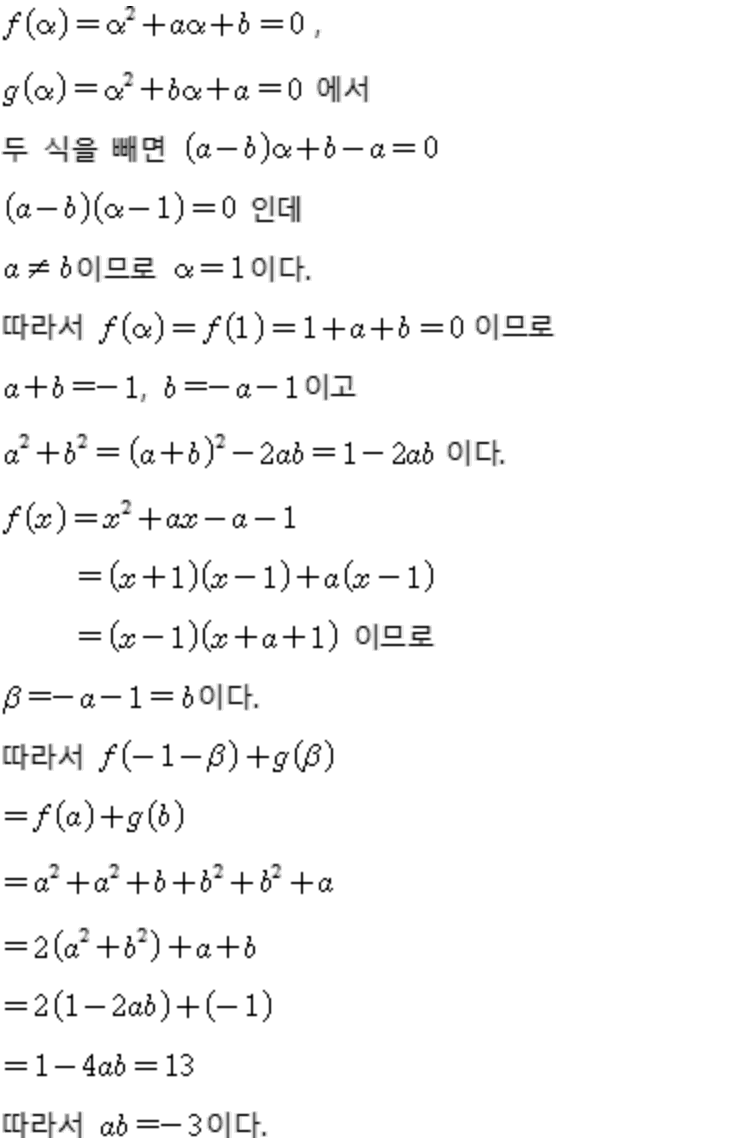 f(α)=α²+aα+b=0 ,
g(α)=α²+bα+a=0 에서
두 식을 빼면 (a−b)α+b−a=0
(a−b)(α−1)=0 인데
a≠b이므로 α=1이다.
따라서 f(α)=f(1)=1+a+b=0 이므로
a+b=−1, b=−a−1이고
a²+b²=(a+b)²−2ab=1−2ab 이다.
f(x)=x²+ax−a−1
=(x+1)(x−1)+a(x−1)
=(x−1)(x+a+1) 이므로
β=−a−1=b이다.
따라서 f(−1−β)+g(β)
=f(a)+g(b)
=a²+a²+b+b²+b²+a
=2(a²+b²)+a+b
=2(1−2ab)+(−1)
=1−4ab=13
따라서 ab=−3이다.